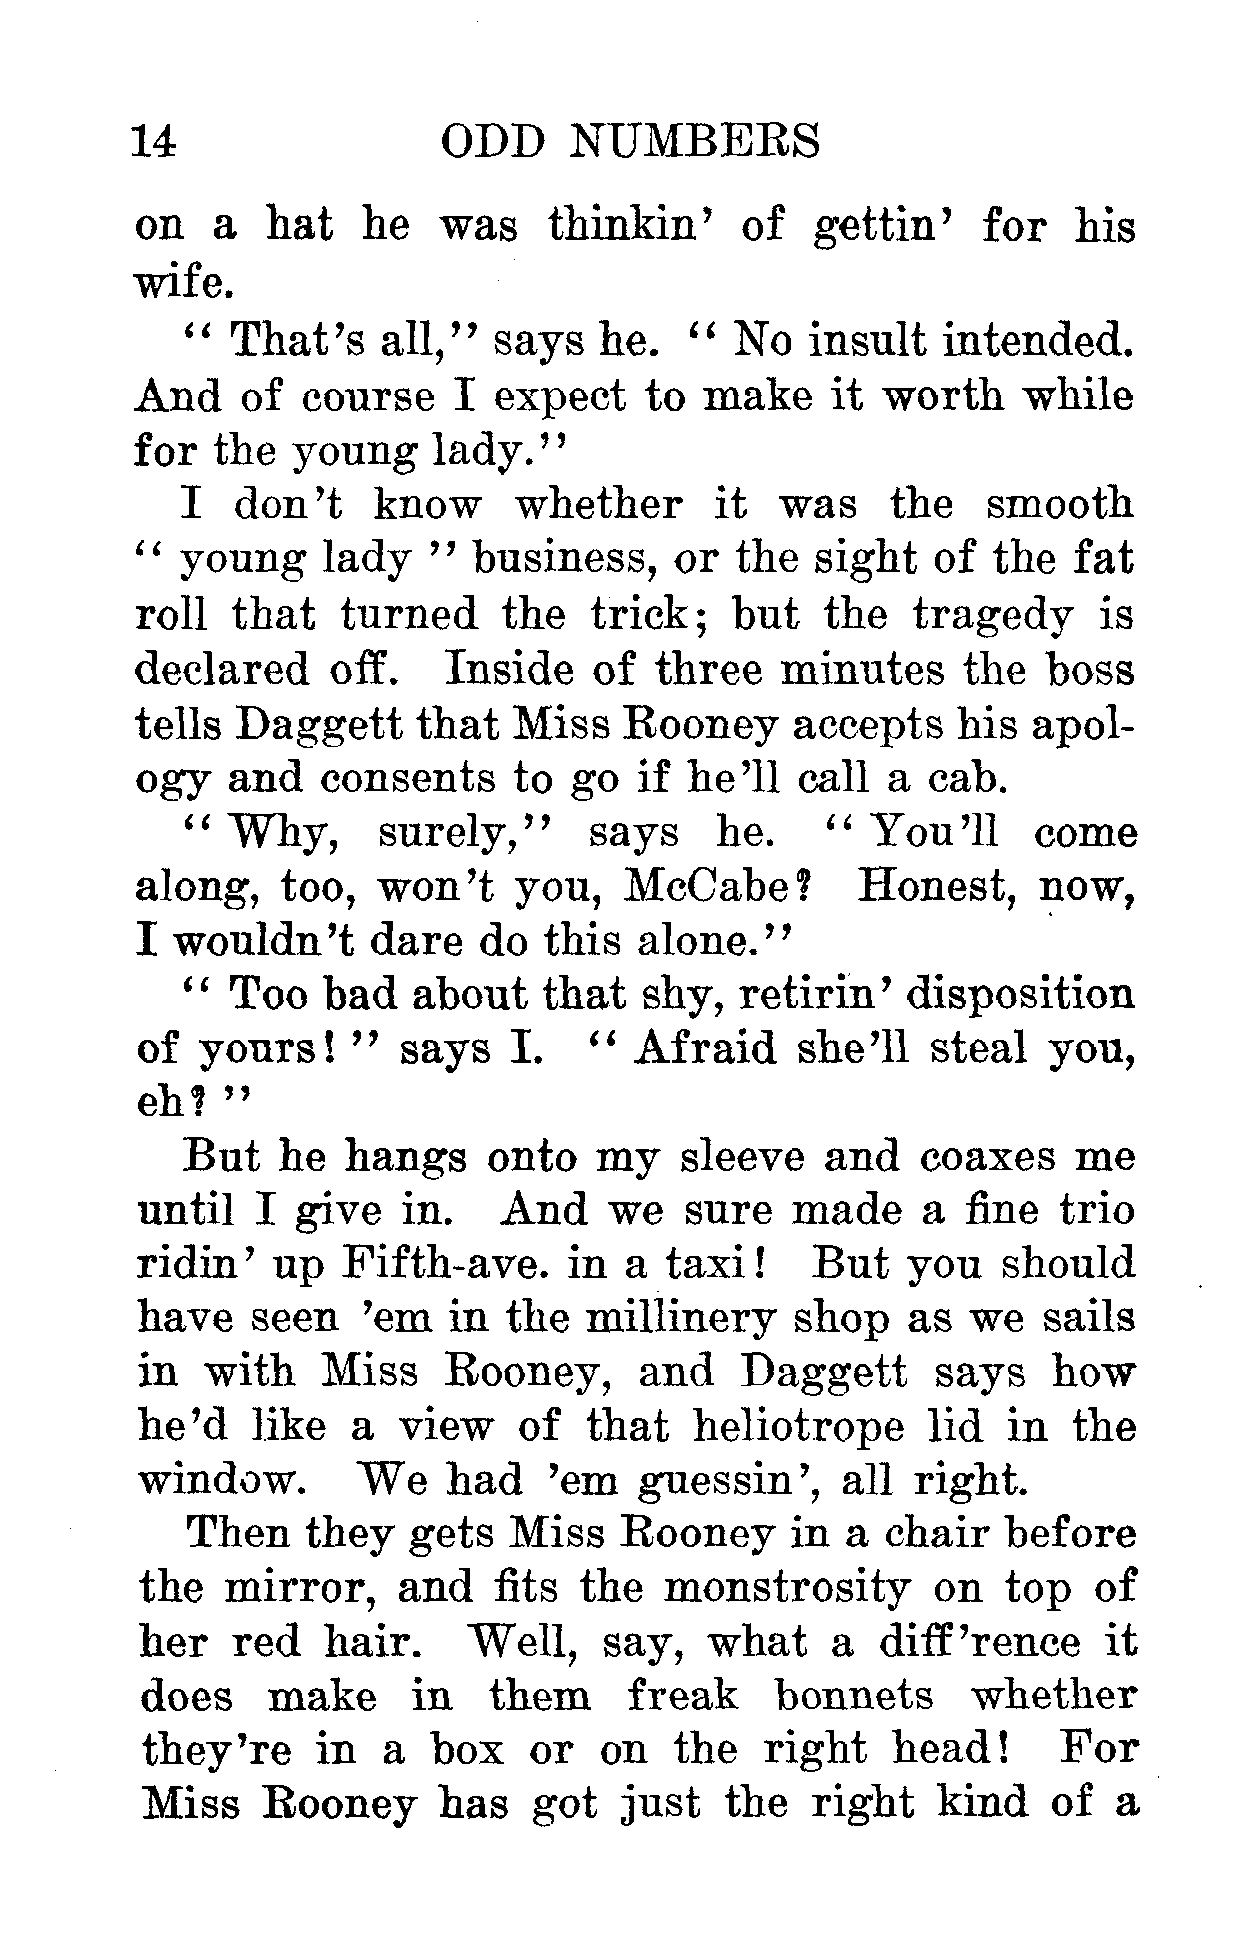 14 ODD NUMBERS
on a hat he was thinkin' of gettin' for his
wife.
“ That's all,” says he. “ No insult intended.
And of course I expect to make it worth while
for the young lady.”
I don't know whether it was the smooth
“ young lady ” business, or the sight of the fat
roll that turned the trick; but the tragedy is
declared off. Inside of three minutes the boss
tells Daggett that Miss Rooney accepts his apol-
ogy and consents to go if he'll call a cab.
“ Why, surely,” says he. “ You'll come
along, too, won't you, McCabe? Honest, now,
I wouldn't dare do this alone.”
“ Too bad about that shy, retirin' disposition
of yours! ” says I. “ Afraid she'll steal you,
eh? ”
But he hangs onto my sleeve and coaxes me
until I give in. And we sure made a fine trio
ridin' up Fifth-ave. in a taxi! But you should
have seen 'em in the millinery shop as we sails
in with Miss Rooney, and Daggett says how
he'd like a view of that heliotrope lid in the
window. We had 'em guessin', all right.
Then they gets Miss Rooney in a chair before
the mirror, and fits the monstrosity on top of
her red hair. Well, say, what a diff'rence it
does make in them freak bonnets whether
they're in a box or on the right head! For
Miss Rooney has got just the right kind of a